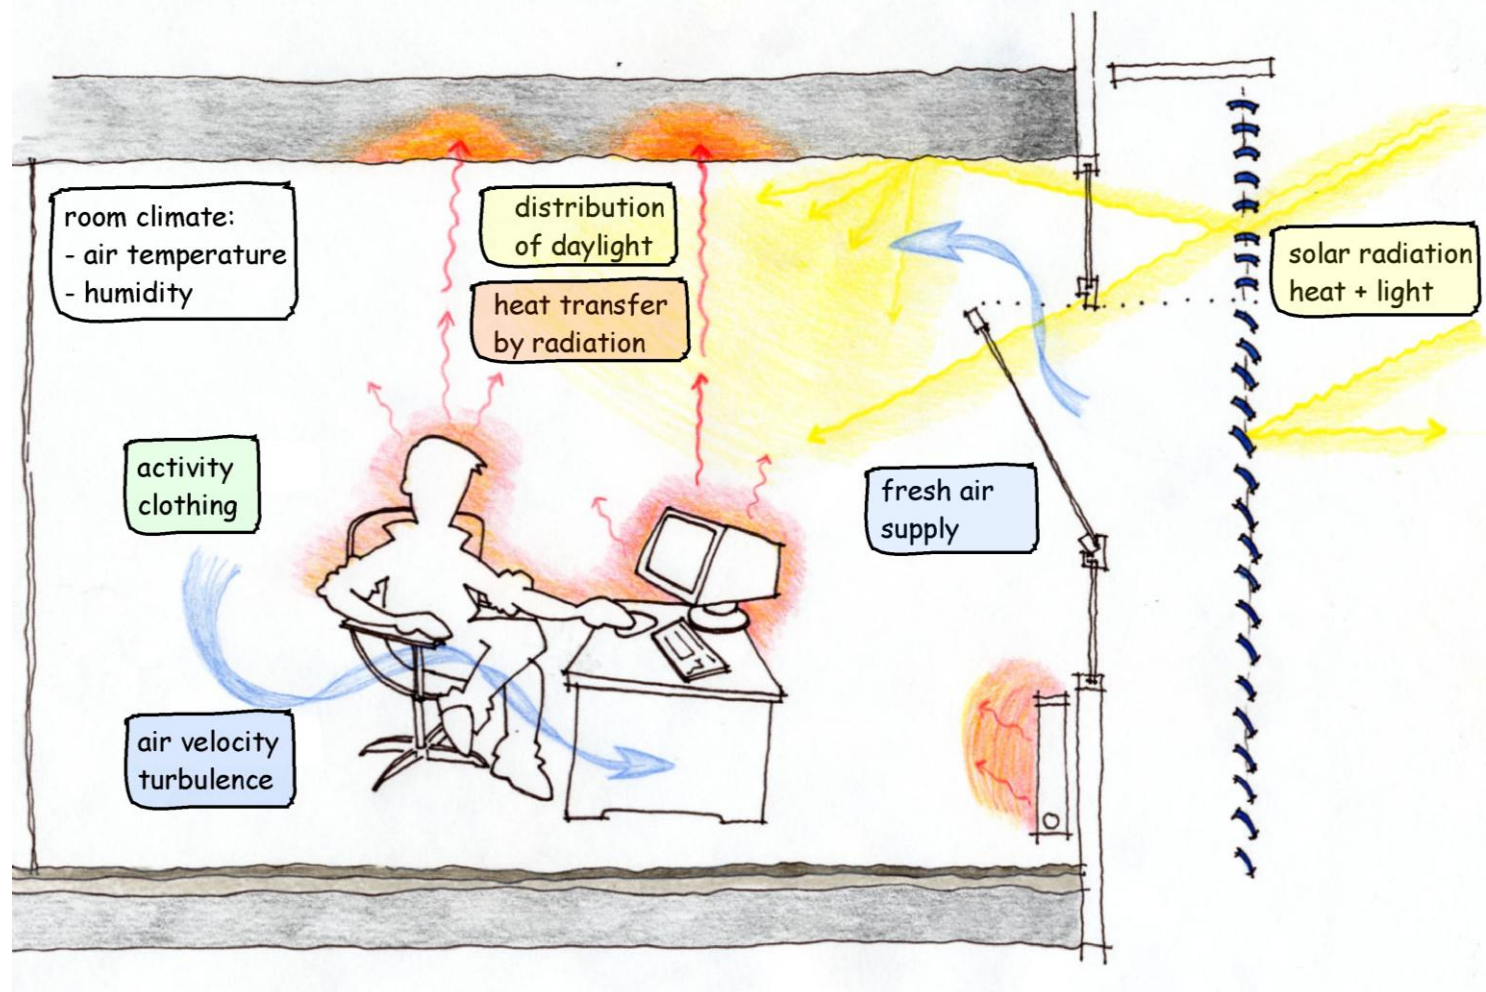 room climate:
- air temperature
- humidity
distribution
of daylight
heat transfer
by radiation
solar radiation
heat + light
activity
clothing
fresh air
supply
air velocity
turbulence